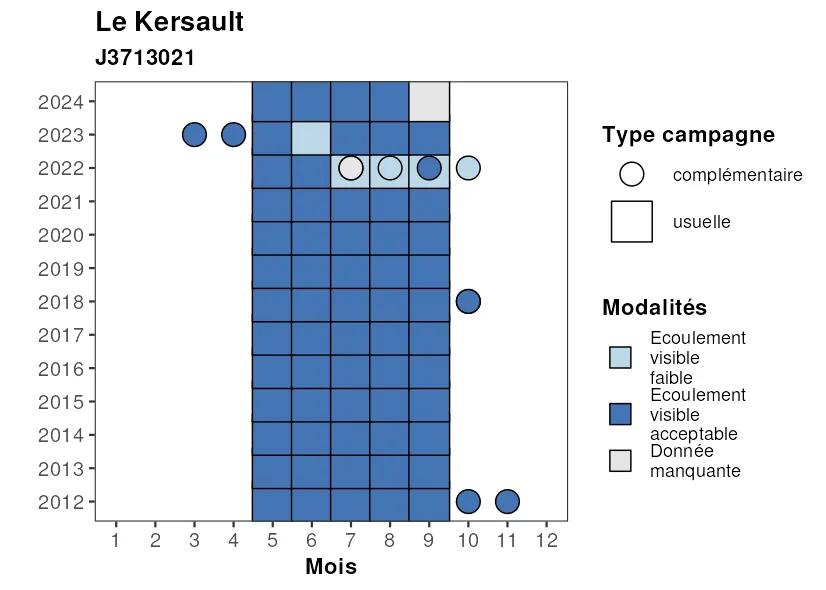 Le Kersault
J3713021
2024
2023
2022
2021
2020
2019
2018
2017
2016
2015
2014
2013
2012
1 2 3 4 5 6 7 8 9 10 11 12
Mois
Type campagne
complémentaire
usuelle
Modalités
Ecoulement
visible
faible
Ecoulement
visible
acceptable
Donnée
manquante